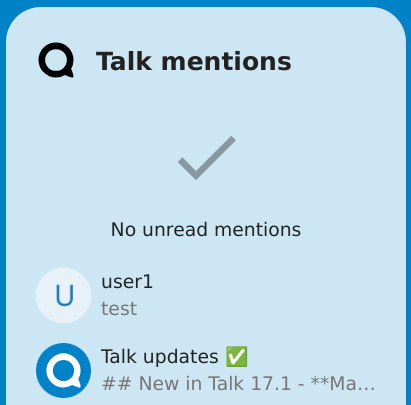 Talk mentions
No unread mentions
U
user1
test
Talk updates ✅
## New in Talk 17.1 - **Ma...